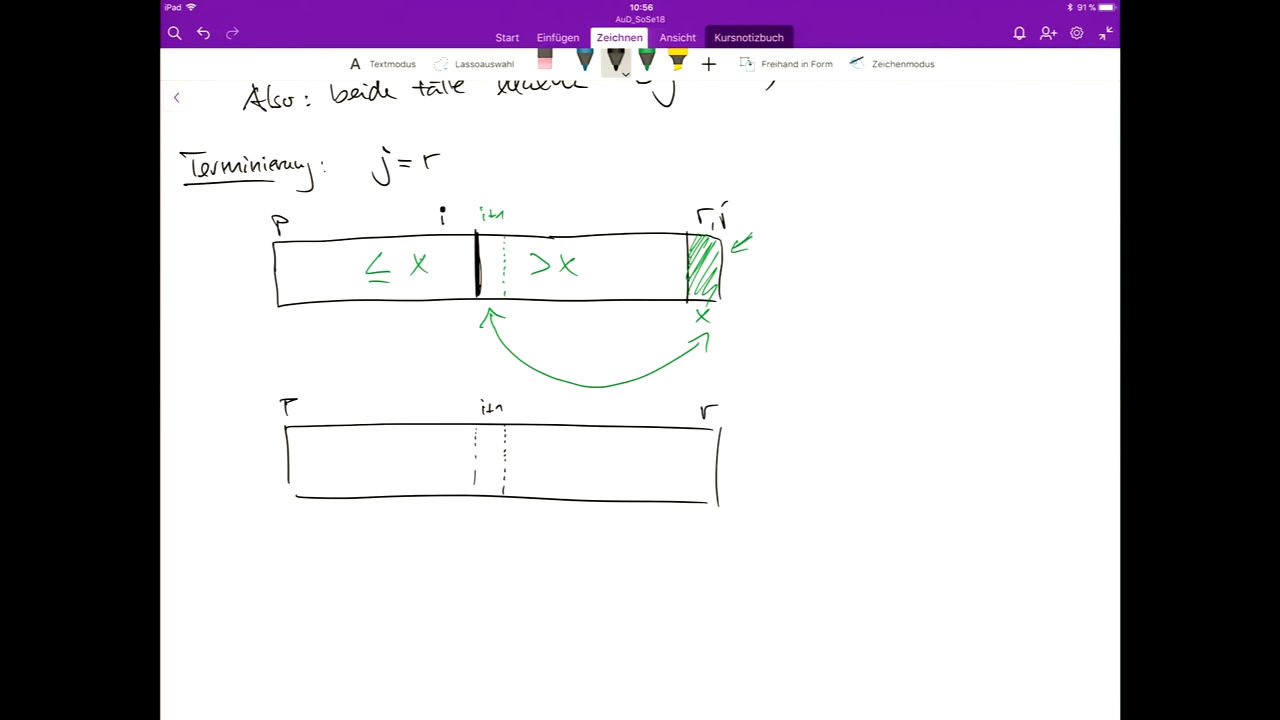 iPad 10:56 91 %
AuD_SoSe18
Start Einfügen Zeichnen Ansicht Kursnotizbuch
Textmodus Lassoauswahl Freihand in Form Zeichenmodus
Also: beide
Terminierung: j = r
p i i+1 r, j
≤ x > x
x
p i+1 r